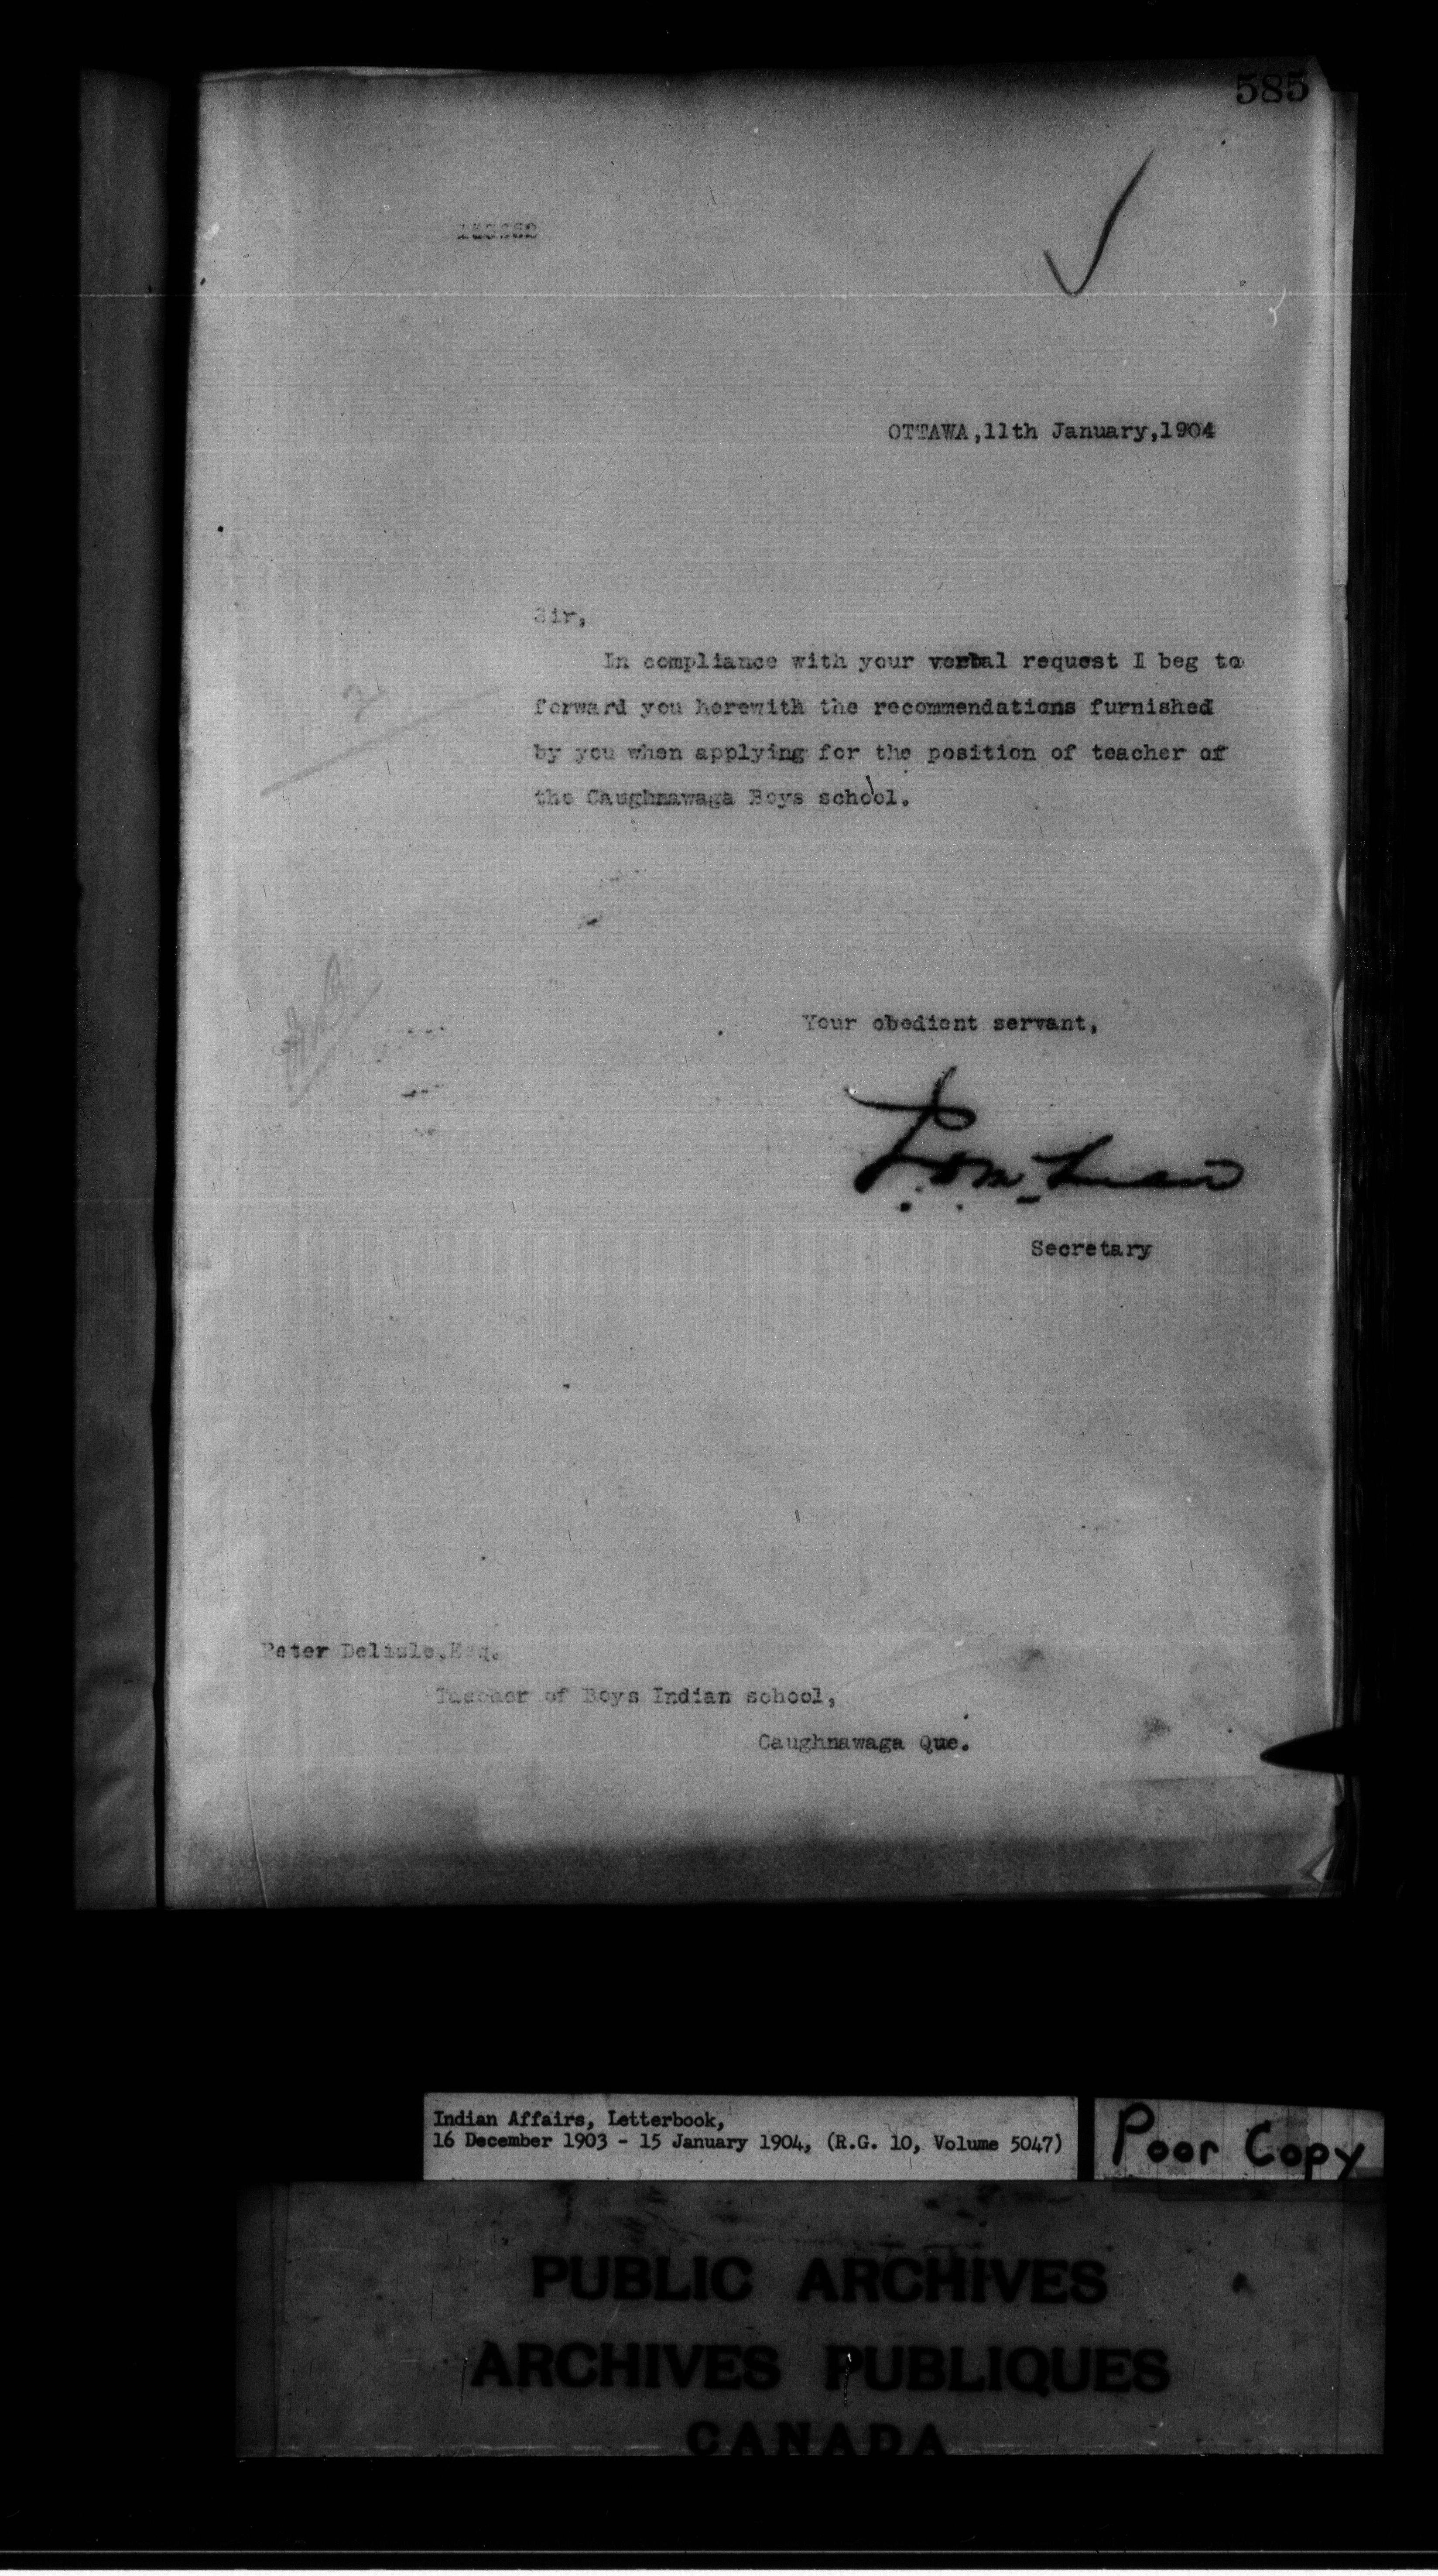 585
OTTAWA,11th January,1904
Sir,
In compliance with your verbal request I beg to
forward you herewith the recommendations furnished
by you when applying for the position of teacher of
the Caughnawaga Boys school.
Your obedient servant,
Secretary
Peter Delisle,Esq.
Teacher of Boys Indian school,
Caughnawaga Que.
Indian Affairs, Letterbook,
16 December 1903 - 15 January 1904, (R.G. 10, Volume 5047)
Poor Copy
PUBLIC ARCHIVES
ARCHIVES PUBLIQUES
CANADA